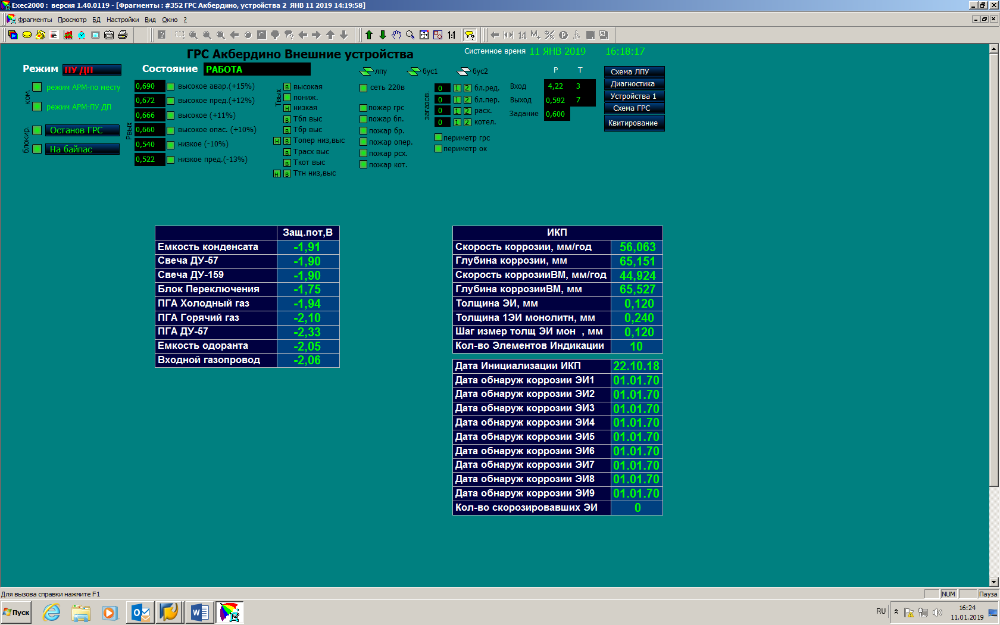 Exec2000 : версия 1.40.0119 - [Фрагменты : #352 ГРС Акбердино, устройства 2 ЯНВ 11 2019 14:19:58]
Фрагменты Просмотр БД Настройки Вид Окно ?
1:1 1:1
ГРС Акбердино Внешние устройства
Системное время 11 ЯНВ 2019 16:18:17
Режим ПУ ДП
Состояние РАБОТА
лпу бус1 бус2
P T
Вход 4,22 3
Выход 0,592 7
Задание 0,600
Схема ЛПУ
Диагностика
Устройства 1
Схема ГРС
Квитирование
ком.
режим АРМ-по месту
режим АРМ-ПУ ДП
блокир.
Останов ГРС
На байпас
Рвых
0,690 высокое авар.(+15%)
0,672 высокое пред.(+12%)
0,666 высокое (+11%)
0,660 высокое опас. (+10%)
0,540 низкое (-10%)
0,522 низкое пред.(-13%)
Твых
В высокая
пониж.
Н низкая
В Тбп выс
В Тбр выс
Н В Топер низ,выс
В Трасх выс
В Ткот выс
Н В Ттн низ,выс
сеть 220в
пожар грс
пожар бп.
пожар бр.
пожар опер.
пожар рсх.
пожар кот.
загазов.
0 1 2 бл.ред.
0 1 2 бл.пер.
0 1 2 расх.
0 1 2 котел.
периметр грс
периметр ок
Защ.пот,В
Емкость конденсата -1,91
Свеча ДУ-57 -1,90
Свеча ДУ-159 -1,90
Блок Переключения -1,75
ПГА Холодный газ -1,94
ПГА Горячий газ -2,10
ПГА ДУ-57 -2,33
Емкость одоранта -2,05
Входной газопровод -2,06
ИКП
Скорость коррозии, мм/год 56,063
Глубина коррозии, мм 65,151
Скорость коррозииВМ, мм/год 44,924
Глубина коррозииВМ, мм 65,527
Толщина ЭИ, мм 0,120
Толщина 1ЭИ монолитн, мм 0,240
Шаг измер толщ ЭИ мон , мм 0,120
Кол-во Элементов Индикации 10
Дата Инициализации ИКП 22.10.18
Дата обнаруж коррозии ЭИ1 01.01.70
Дата обнаруж коррозии ЭИ2 01.01.70
Дата обнаруж коррозии ЭИ3 01.01.70
Дата обнаруж коррозии ЭИ4 01.01.70
Дата обнаруж коррозии ЭИ5 01.01.70
Дата обнаруж коррозии ЭИ6 01.01.70
Дата обнаруж коррозии ЭИ7 01.01.70
Дата обнаруж коррозии ЭИ8 01.01.70
Дата обнаруж коррозии ЭИ9 01.01.70
Кол-во скорозировавших ЭИ 0
Для вызова справки нажмите F1
NUM Пауза
Пуск
RU
16:24
11.01.2019